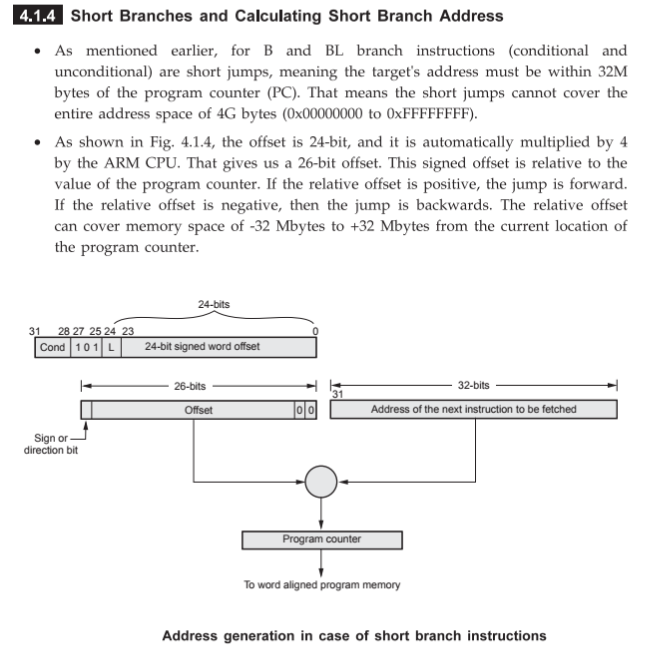 4.1.4 Short Branches and Calculating Short Branch Address
• As mentioned earlier, for B and BL branch instructions (conditional and
unconditional) are short jumps, meaning the target's address must be within 32M
bytes of the program counter (PC). That means the short jumps cannot cover the
entire address space of 4G bytes (0x00000000 to 0xFFFFFFFF).
• As shown in Fig. 4.1.4, the offset is 24-bit, and it is automatically multiplied by 4
by the ARM CPU. That gives us a 26-bit offset. This signed offset is relative to the
value of the program counter. If the relative offset is positive, the jump is forward.
If the relative offset is negative, then the jump is backwards. The relative offset
can cover memory space of -32 Mbytes to +32 Mbytes from the current location of
the program counter.
24-bits
31 28 27 25 24 23 0
Cond 1 0 1 L 24-bit signed word offset
26-bits 32-bits
31
Offset 0 0 Address of the next instruction to be fetched
Sign or
direction bit
Program counter
To word aligned program memory
Address generation in case of short branch instructions